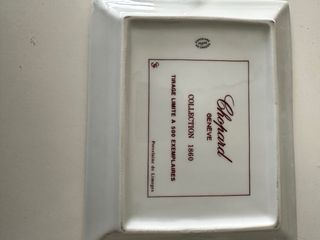 Chopard
GENÈVE
COLLECTION 1860
TIRAGE LIMITÉ A 500 EXEMPLAIRES
Porcelaine de Limoges